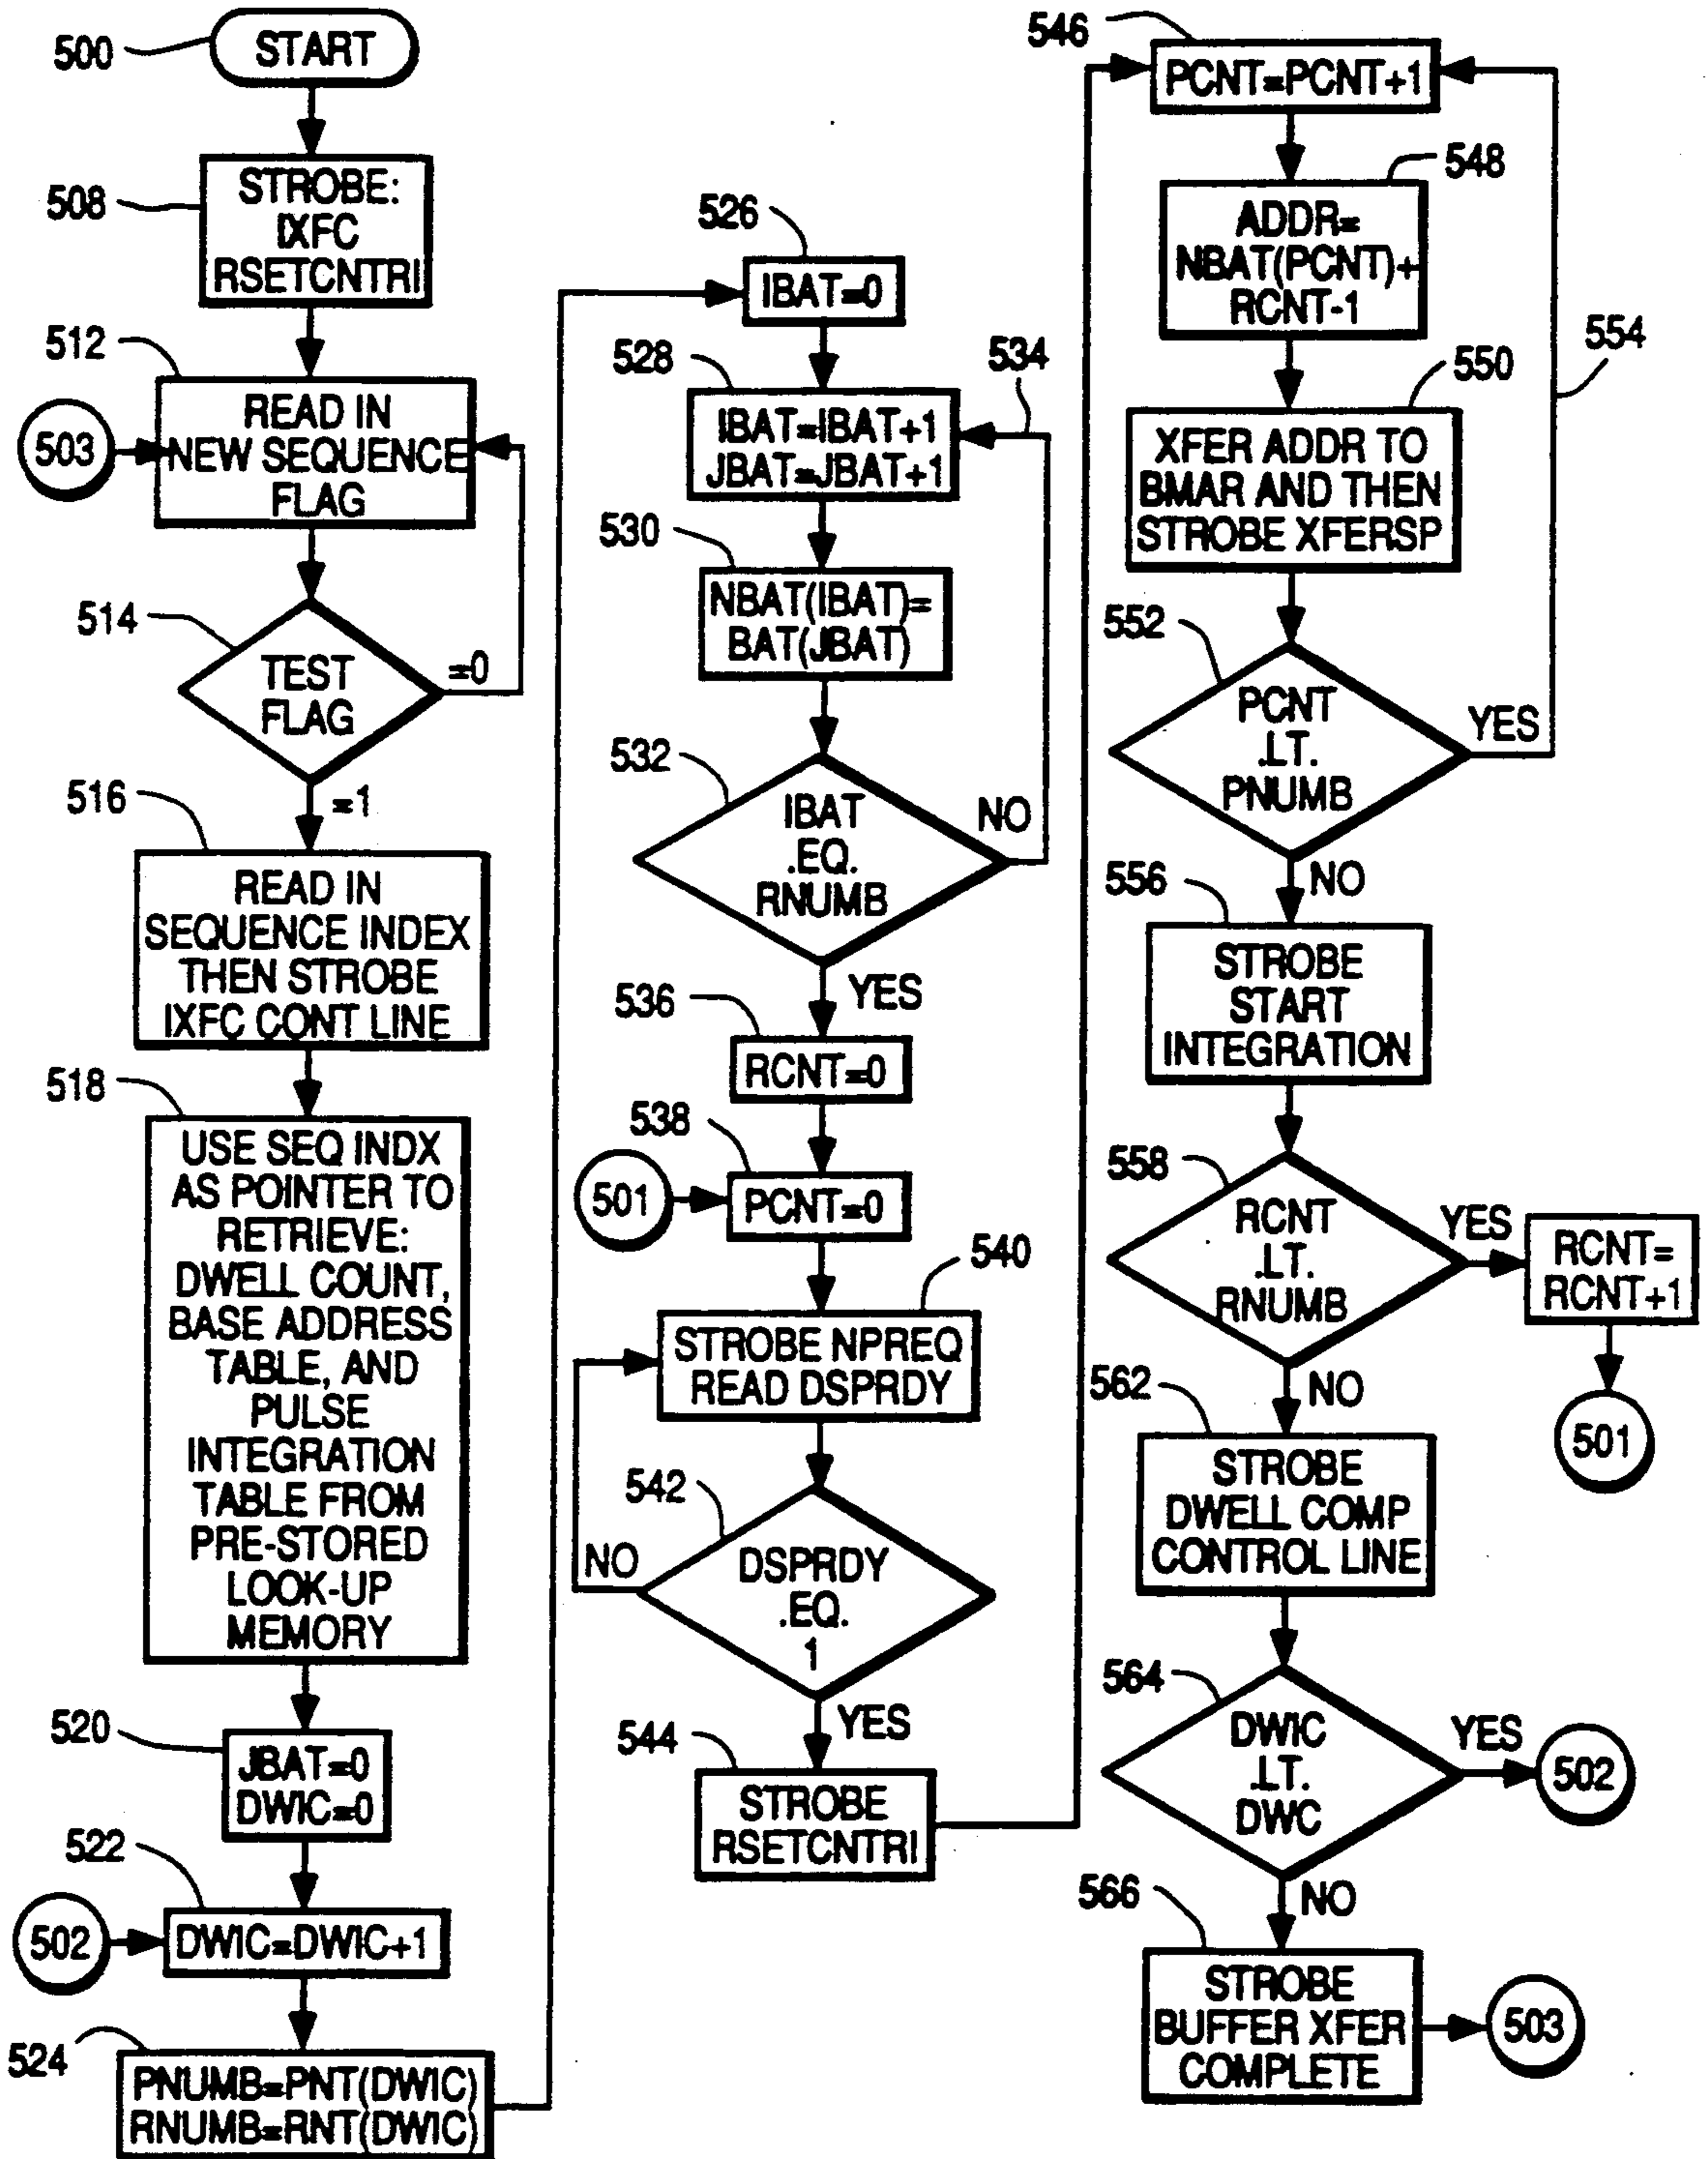 500
START
508
STROBE:
IXFC
RSETCNTRI
512
503
READ IN
NEW SEQUENCE
FLAG
514
TEST
FLAG
=0
=1
516
READ IN
SEQUENCE INDEX
THEN STROBE
IXFC CONT LINE
518
USE SEQ INDX
AS POINTER TO
RETRIEVE:
DWELL COUNT,
BASE ADDRESS
TABLE, AND
PULSE
INTEGRATION
TABLE FROM
PRE-STORED
LOOK-UP
MEMORY
520
JBAT=0
DWIC=0
522
502
DWIC=DWIC+1
524
PNUMB=PNT(DWIC)
RNUMB=RNT(DWIC)
526
IBAT=0
528
534
IBAT=IBAT+1
JBAT=JBAT+1
530
NBAT(IBAT)=
BAT(JBAT)
532
IBAT
.EQ.
RNUMB
NO
YES
536
RCNT=0
538
501
PCNT=0
540
STROBE NPREQ
READ DSPRDY
542
NO
DSPRDY
.EQ.
1
YES
544
STROBE
RSETCNTRI
546
PCNT=PCNT+1
548
ADDR=
NBAT(PCNT)+
RCNT-1
554
550
XFER ADDR TO
BMAR AND THEN
STROBE XFERSP
552
PCNT
.LT.
PNUMB
YES
NO
556
STROBE
START
INTEGRATION
558
RCNT
.LT.
RNUMB
YES
RCNT=
RCNT+1
501
NO
562
STROBE
DWELL COMP
CONTROL LINE
564
DWIC
.LT.
DWC
YES
502
NO
566
STROBE
BUFFER XFER
COMPLETE
503